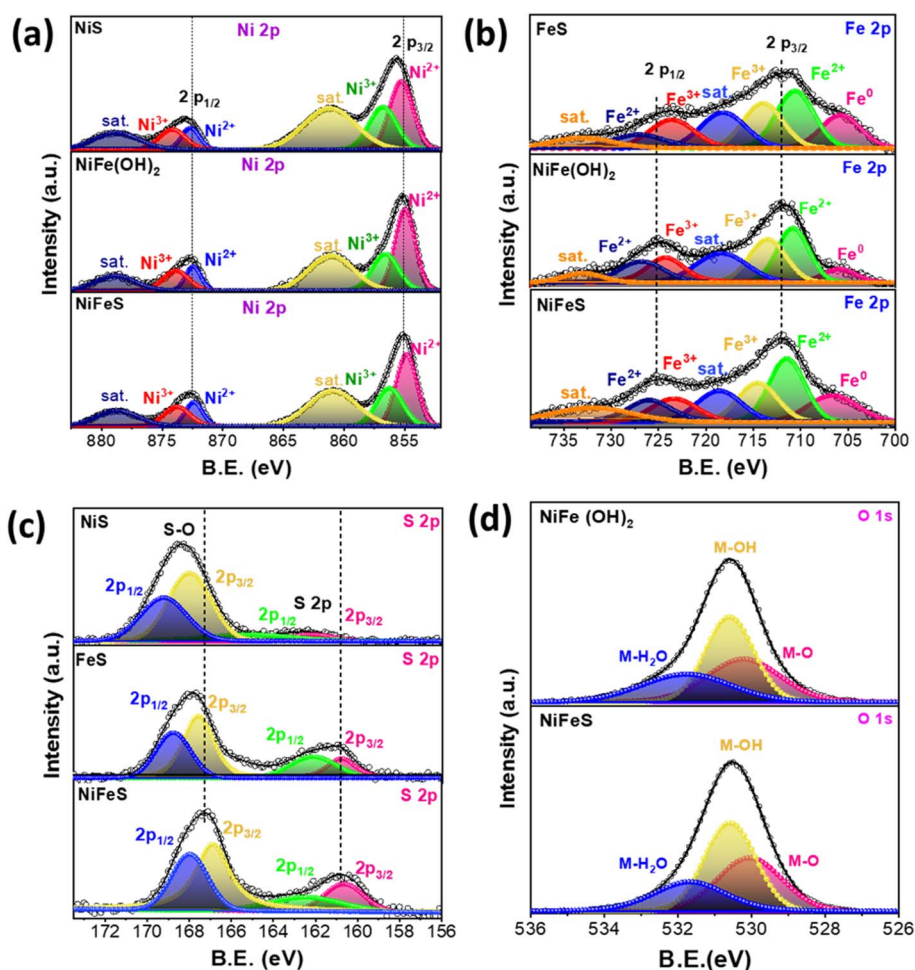 (a)
NiS
Ni 2p
2 p3/2
2 p1/2
Ni3+
Ni2+
sat.
Ni3+
Ni2+
sat.
NiFe(OH)2
Ni 2p
Ni2+
Ni3+
sat.
Ni3+
Ni2+
sat.
NiFeS
Ni 2p
Ni2+
Ni3+
sat.
Ni3+
Ni2+
sat.
Intensity (a.u.)
880 875 870 865 860 855
B.E. (eV)
(b)
FeS
Fe 2p
2 p3/2
2 p1/2
Fe3+
Fe2+
Fe0
sat.
Fe3+
Fe2+
sat.
NiFe(OH)2
Fe 2p
Fe2+
Fe3+
Fe0
sat.
Fe3+
Fe2+
sat.
NiFeS
Fe 2p
Fe3+
Fe2+
Fe0
sat.
Fe3+
Fe2+
sat.
Intensity (a.u.)
735 730 725 720 715 710 705 700
B.E. (eV)
(c)
NiS
S 2p
S-O
2p1/2
2p3/2
S 2p
2p1/2
2p3/2
FeS
S 2p
2p1/2
2p3/2
2p1/2
2p3/2
NiFeS
S 2p
2p1/2
2p3/2
2p1/2
2p3/2
Intensity (a.u.)
172 170 168 166 164 162 160 158 156
B.E. (eV)
(d)
NiFe (OH)2
O 1s
M-OH
M-H2O
M-O
NiFeS
O 1s
M-OH
M-H2O
M-O
Intensity (a.u.)
536 534 532 530 528 526
B.E.(eV)